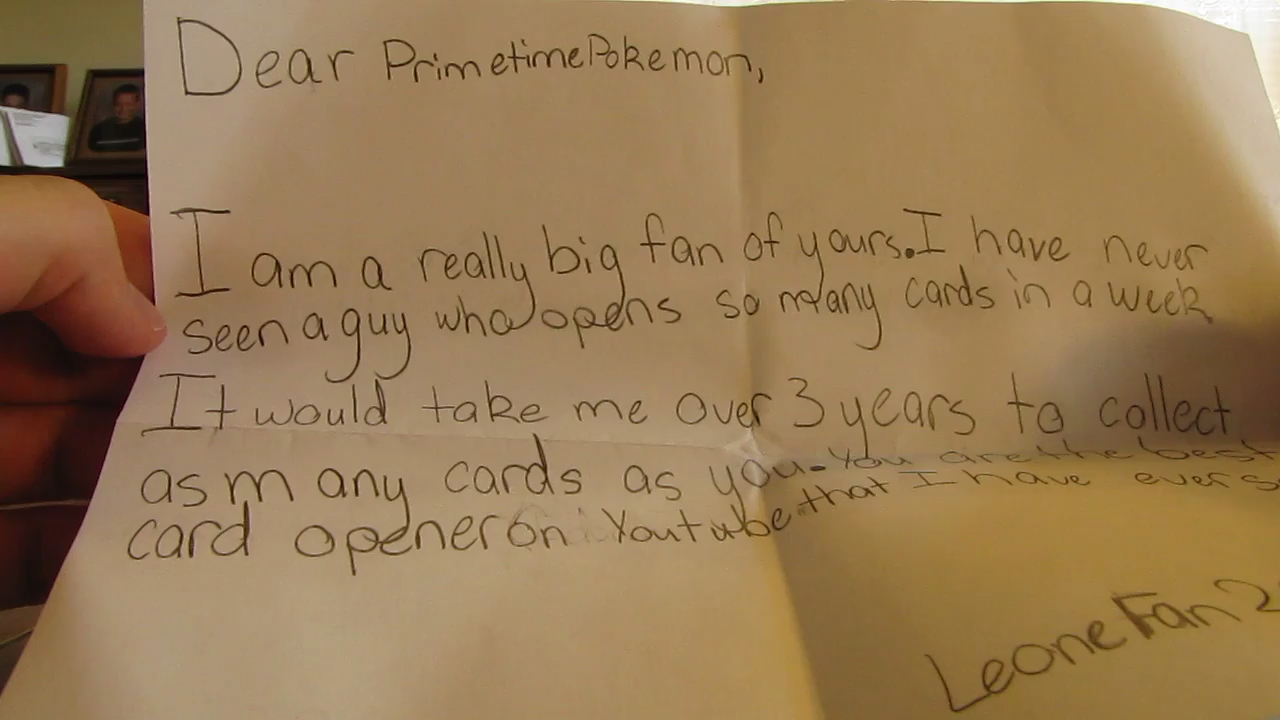 Dear PrimetimePokemon,
I am a really big fan of yours. I have never
seen a guy who opens so many cards in a week
It would take me over 3 years to collect
as many cards as you. You are the best
card opener on Youtube that I have ever
LeoneFan2